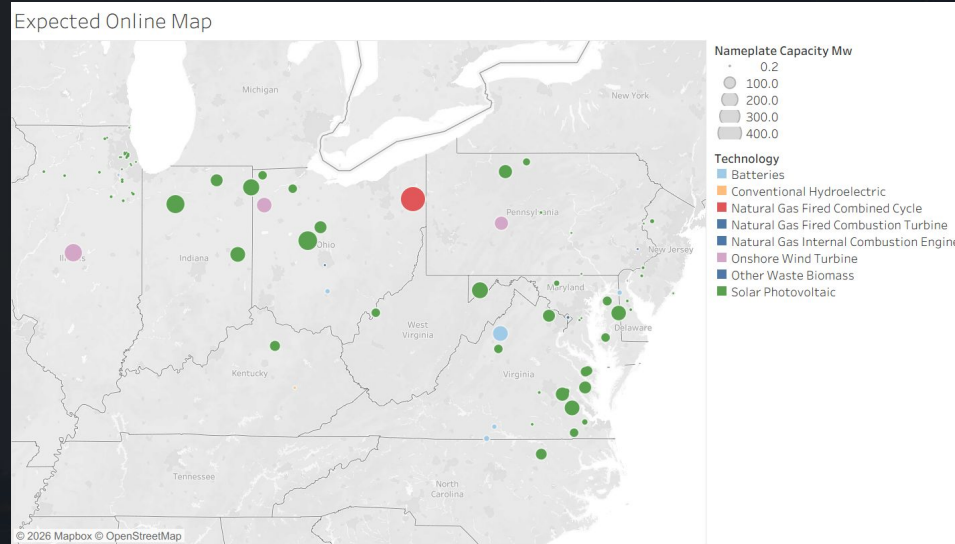 Expected Online Map
Michigan
New York
Pennsylvania
New Jersey
Illinois
Indiana
Ohio
Maryland
West
Virginia
Delaware
Kentucky
Virginia
Tennessee
North
Carolina
© 2026 Mapbox © OpenStreetMap
Nameplate Capacity Mw
0.2
100.0
200.0
300.0
400.0
Technology
Batteries
Conventional Hydroelectric
Natural Gas Fired Combined Cycle
Natural Gas Fired Combustion Turbine
Natural Gas Internal Combustion Engine
Onshore Wind Turbine
Other Waste Biomass
Solar Photovoltaic